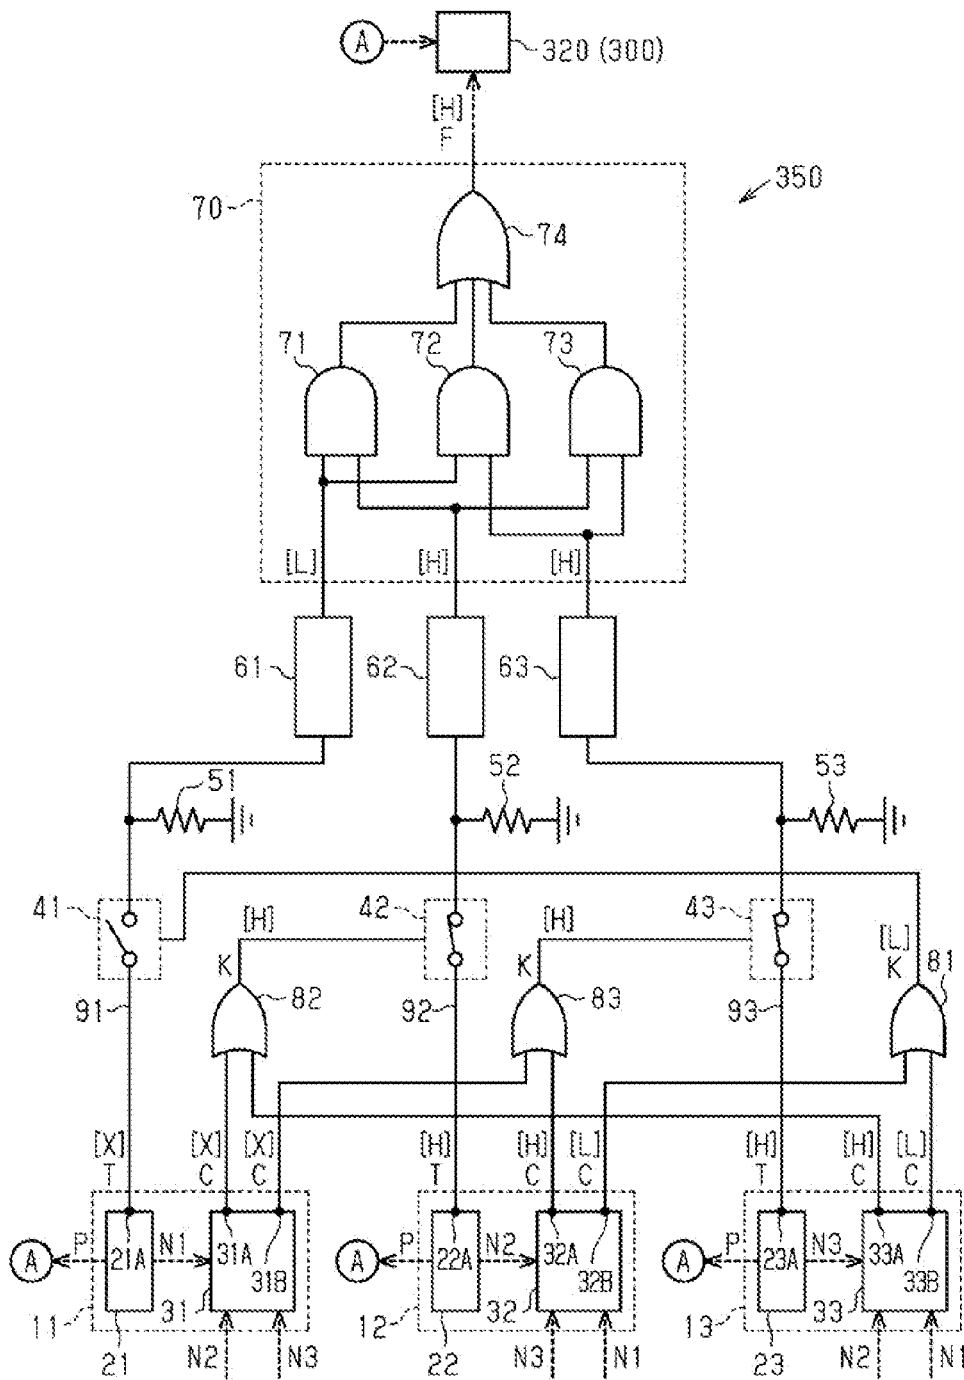 A
320 (300)
[H]
F
350
70
74
71
72
73
[L]
[H]
[H]
61
62
63
51
52
53
41
[H]
42
[H]
43
[L]
K
81
K
82
K
83
91
92
93
[X]
[X]
[X]
[H]
[H]
[L]
[H]
[H]
[L]
T
C
C
T
C
C
T
C
C
A
P
21A
N1
31A
31B
A
P
22A
N2
32A
32B
A
P
23A
N3
33A
33B
11
31
12
32
13
33
21
N2
N3
22
N3
N1
23
N2
N1